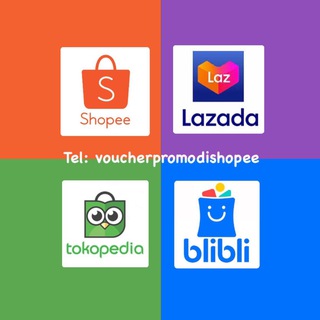 S
Shopee
Laz
Lazada
Tel: voucherpromodishopee
tokopedia
blibli